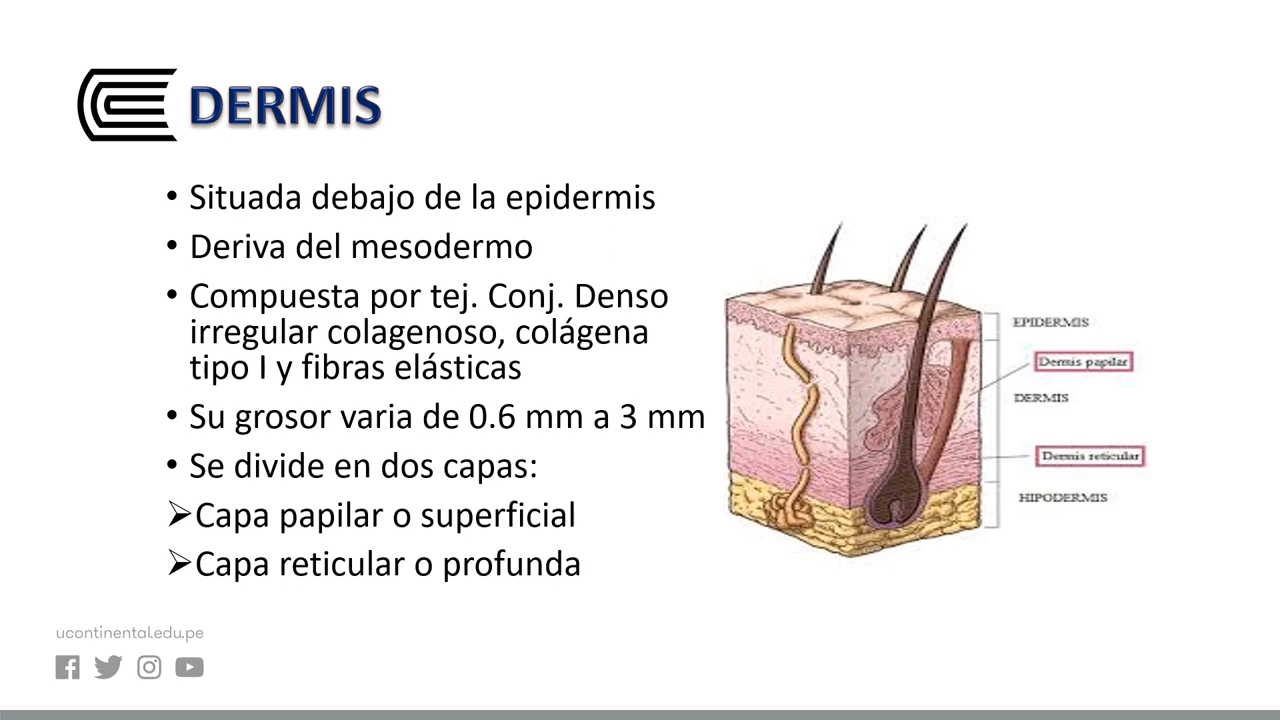 DERMIS
• Situada debajo de la epidermis
• Deriva del mesodermo
• Compuesta por tej. Conj. Denso
irregular colagenoso, colágena
tipo I y fibras elásticas
• Su grosor varia de 0.6 mm a 3 mm
• Se divide en dos capas:
➢Capa papilar o superficial
➢Capa reticular o profunda
EPIDERMIS
Dermis papilar
DERMIS
Dermis reticular
HIPODERMIS
ucontinental.edu.pe